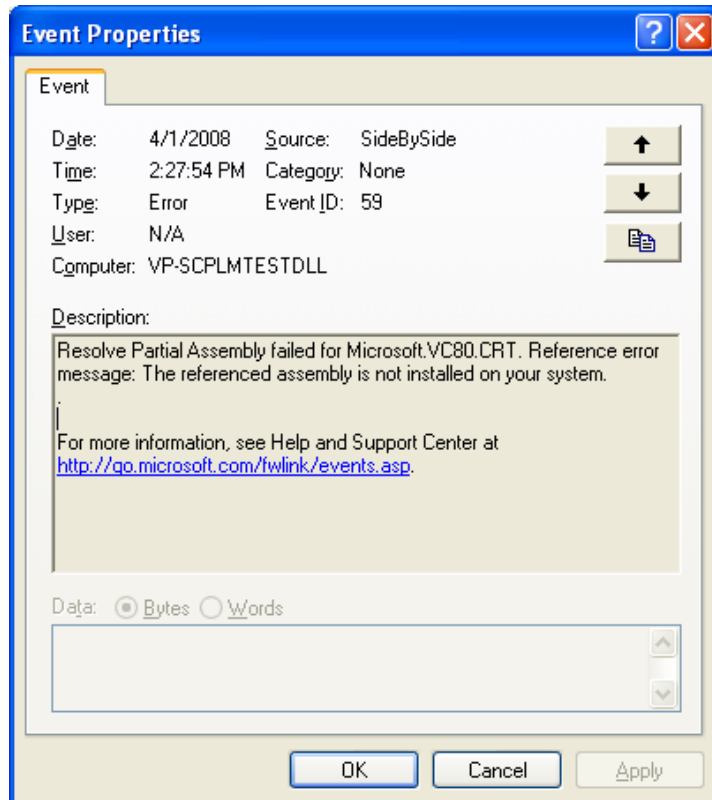 Event Properties
Event
Date: 4/1/2008 Source: SideBySide
Time: 2:27:54 PM Category: None
Type: Error Event ID: 59
User: N/A
Computer: VP-SCPLMTESTDLL
Description:
Resolve Partial Assembly failed for Microsoft.VC80.CRT. Reference error
message: The referenced assembly is not installed on your system.
.
For more information, see Help and Support Center at
http://go.microsoft.com/fwlink/events.asp.
Data: Bytes Words
OK Cancel Apply